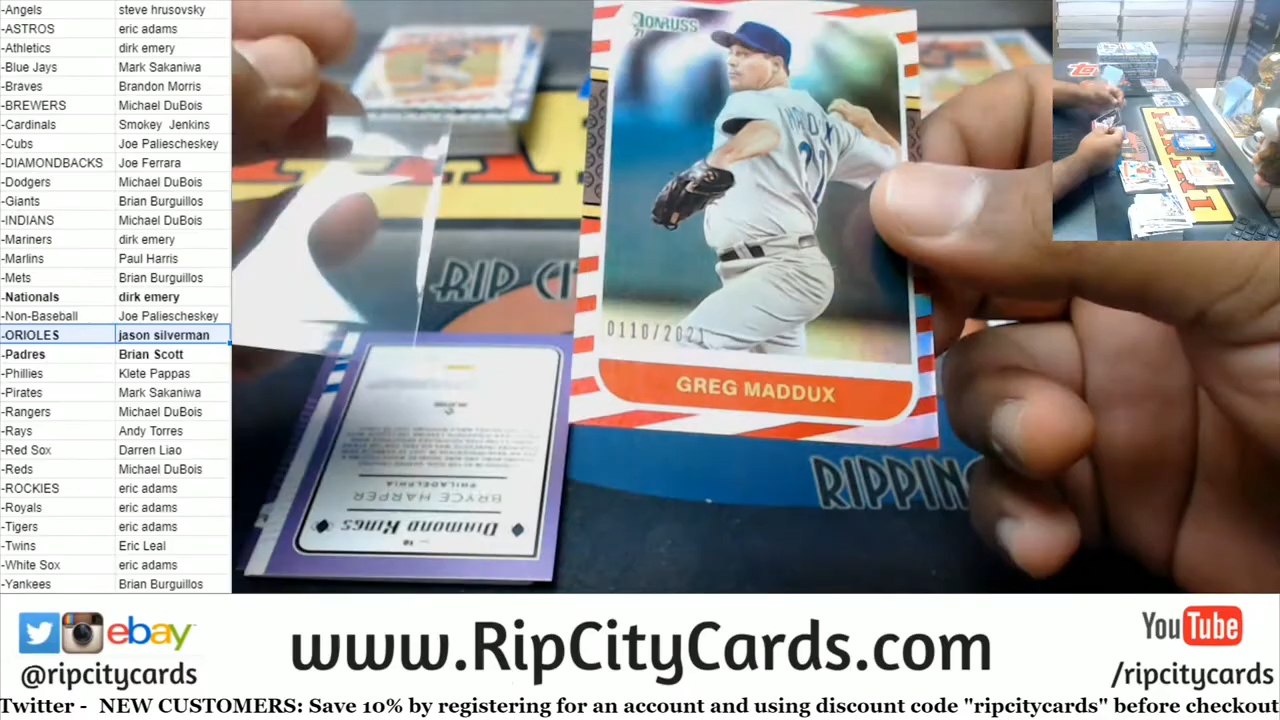 -Angels steve hrusovsky
-ASTROS eric adams
-Athletics dirk emery
-Blue Jays Mark Sakaniwa
-Braves Brandon Morris
-BREWERS Michael DuBois
-Cardinals Smokey Jenkins
-Cubs Joe Paliescheskey
-DIAMONDBACKS Joe Ferrara
-Dodgers Michael DuBois
-Giants Brian Burguillos
-INDIANS Michael DuBois
-Mariners dirk emery
-Marlins Paul Harris
-Mets Brian Burguillos
-Nationals dirk emery
-Non-Baseball Joe Paliescheskey
-ORIOLES jason silverman
-Padres Brian Scott
-Phillies Klete Pappas
-Pirates Mark Sakaniwa
-Rangers Michael DuBois
-Rays Andy Torres
-Red Sox Darren Liao
-Reds Michael DuBois
-ROCKIES eric adams
-Royals eric adams
-Tigers eric adams
-Twins Eric Leal
-White Sox eric adams
-Yankees Brian Burguillos
DONRUSS
21
0110/2021
GREG MADDUX
RIP CI
RIPPING
DIAMOND KINGS
BRYCE HARPER
PHILADELPHIA
topps
ebay
@ripcitycards
www.RipCityCards.com
YouTube
/ripcitycards
Twitter - NEW CUSTOMERS: Save 10% by registering for an account and using discount code "ripcitycards" before checkout